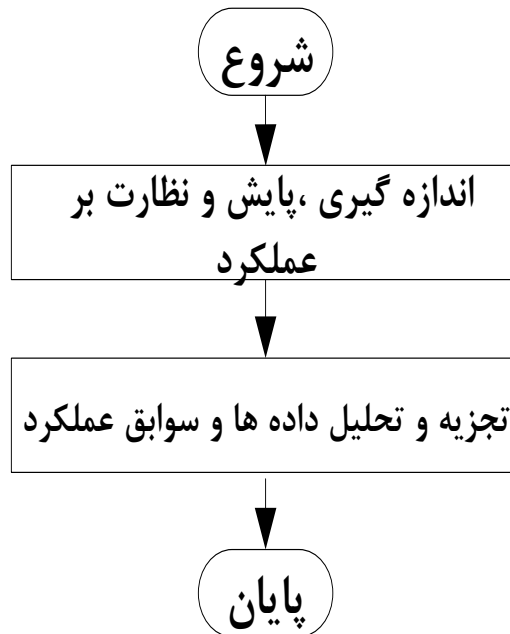 شروع
اندازه گیری ،پایش و نظارت بر
عملکرد
تجزیه و تحلیل داده ها و سوابق عملکرد
پایان